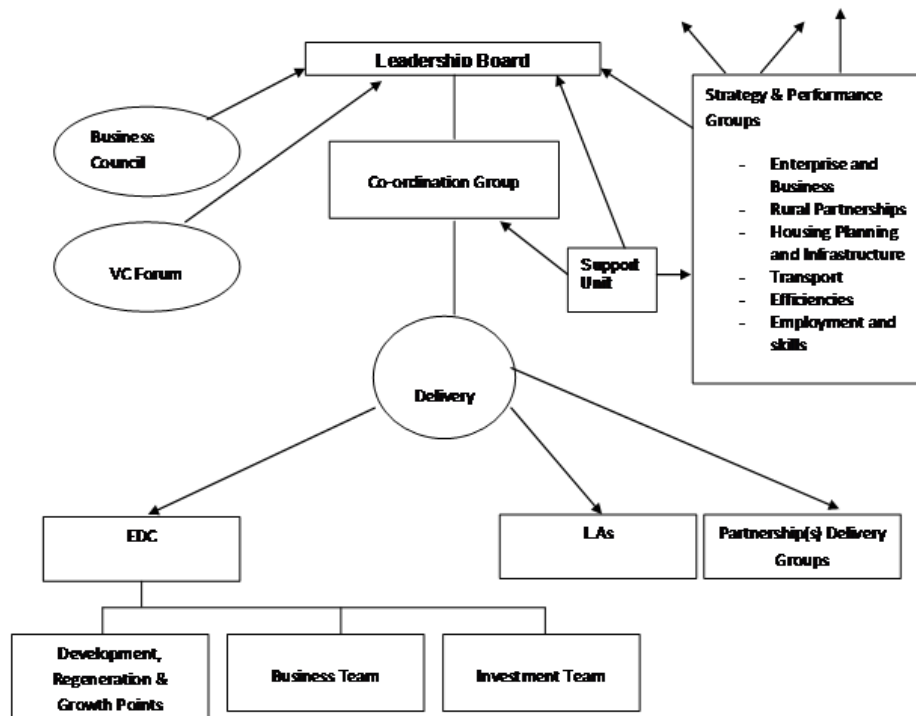 Leadership Board
Business
Council
Co-ordination Group
VC Forum
Support
Unit
Strategy & Performance
Groups
- Enterprise and
Business
- Rural Partnerships
- Housing Planning
and Infrastructure
- Transport
- Efficiencies
- Employment and
skills
Delivery
EDC
LAs
Partnership(s) Delivery
Groups
Development,
Regeneration &
Growth Points
Business Team
Investment Team